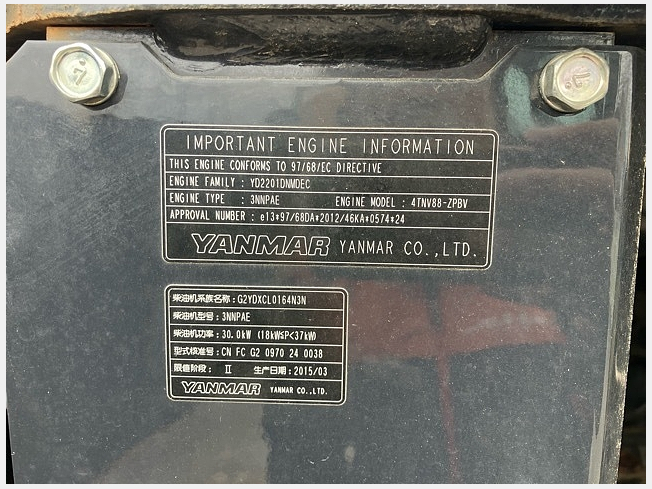 IMPORTANT ENGINE INFORMATION
THIS ENGINE CONFORMS TO 97/68/EC DIRECTIVE
ENGINE FAMILY : YD2201DNMDEC
ENGINE TYPE : 3NNPAE ENGINE MODEL : 4TNV88-ZPBV
APPROVAL NUMBER : e13*97/68DA*2012/46KA*0574*24
YANMAR YANMAR CO.,LTD.
柴油机系族名称:G2YDXCL0164N3N
柴油机型号:3NNPAE
柴油机功率:30.0kW (18kW≤P<37kW)
型式核准号:CN FC G2 0970 24 0038
限值阶段: Ⅱ 生产日期:2015/03
YANMAR YANMAR CO.,LTD.